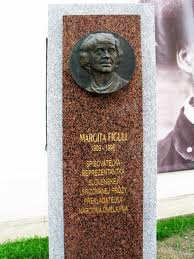 MARGITA FIGULI
1909 - 1995
SPISOVATEĽKA
REPREZENTANTKA
SLOVENSKEJ
LYRIZOVANEJ PRÓZY
PREKLADATEĽKA
NÁRODNÁ UMELKYŇA